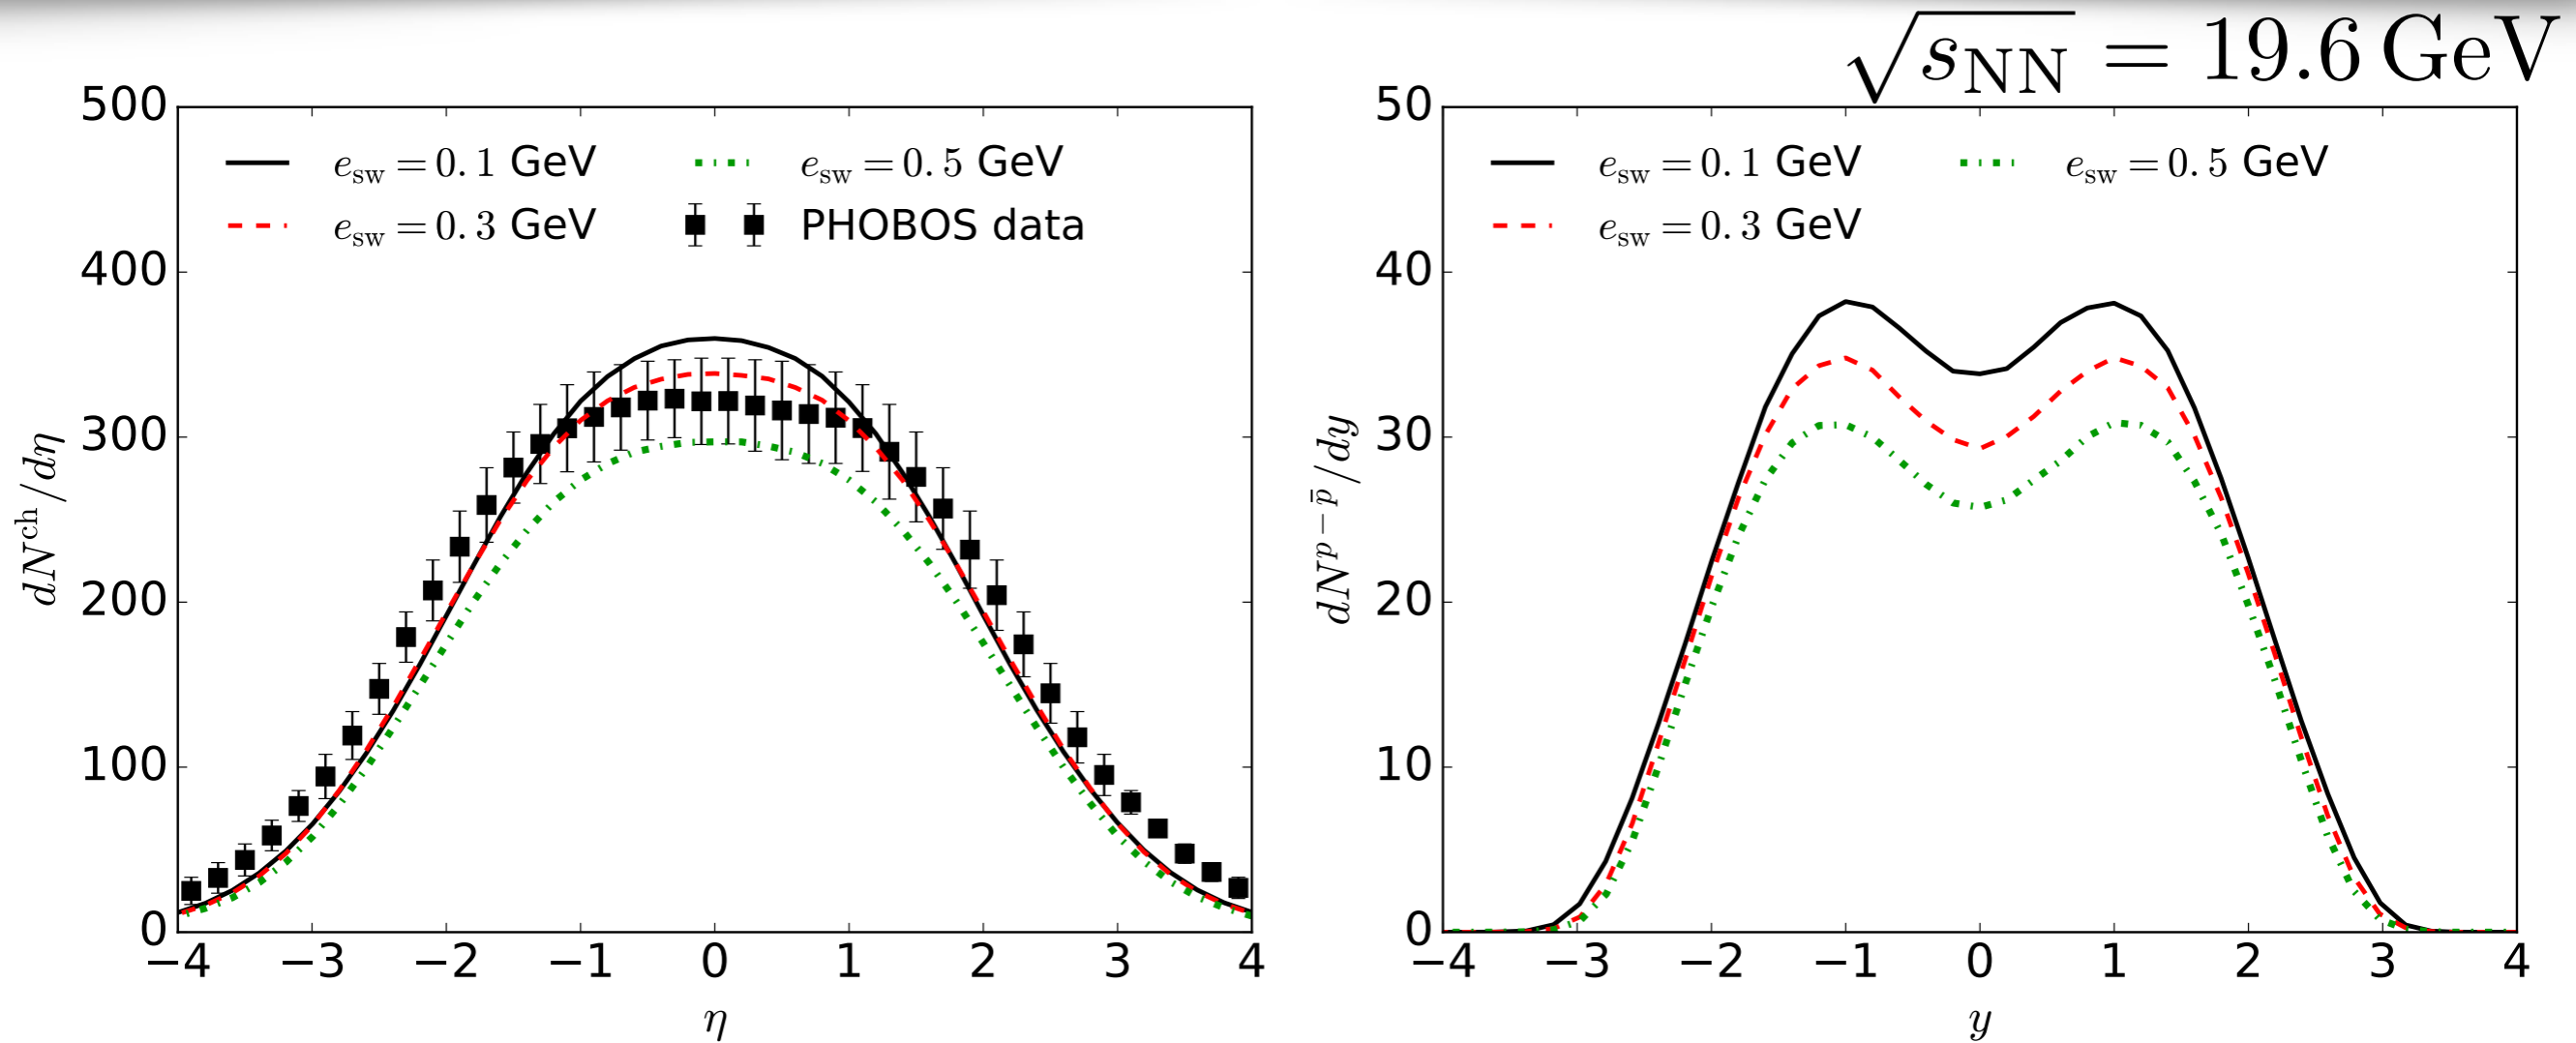 √s_NN = 19.6 GeV
500
400
300
200
100
0
dN^ch/dη
e_sw = 0.1 GeV
e_sw = 0.3 GeV
e_sw = 0.5 GeV
PHOBOS data
−4 −3 −2 −1 0 1 2 3 4
η
50
40
30
20
10
0
dN^{p−p̄}/dy
e_sw = 0.1 GeV
e_sw = 0.3 GeV
e_sw = 0.5 GeV
−4 −3 −2 −1 0 1 2 3 4
y